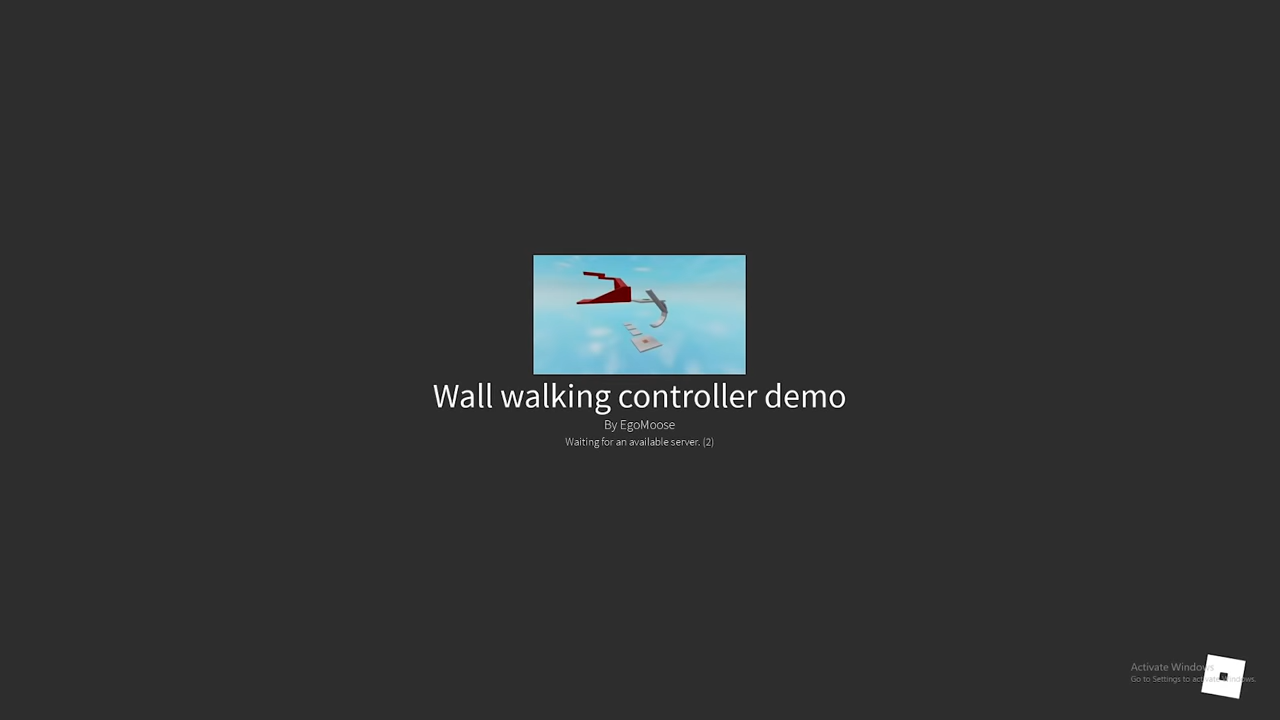 Wall walking controller demo
By EgoMoose
Waiting for an available server. (2)
Activate Windows
Go to Settings to activate Windows.